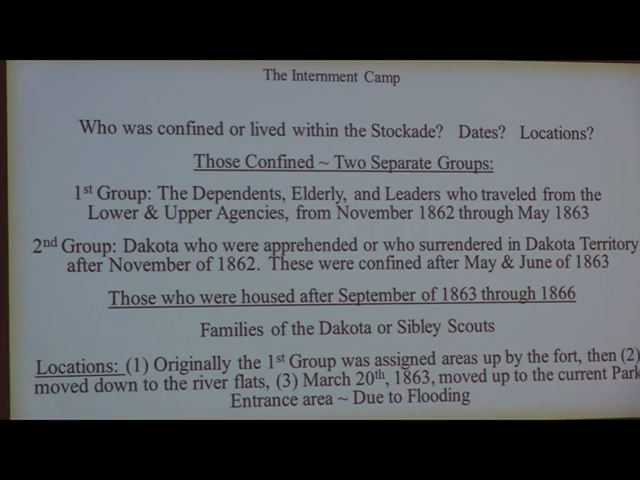 The Internment Camp
Who was confined or lived within the Stockade? Dates? Locations?
Those Confined ~ Two Separate Groups:
1st Group: The Dependents, Elderly, and Leaders who traveled from the
Lower & Upper Agencies, from November 1862 through May 1863
2nd Group: Dakota who were apprehended or who surrendered in Dakota Territory
after November of 1862. These were confined after May & June of 1863
Those who were housed after September of 1863 through 1866
Families of the Dakota or Sibley Scouts
Locations: (1) Originally the 1st Group was assigned areas up by the fort, then (2)
moved down to the river flats, (3) March 20th, 1863, moved up to the current Park
Entrance area ~ Due to Flooding